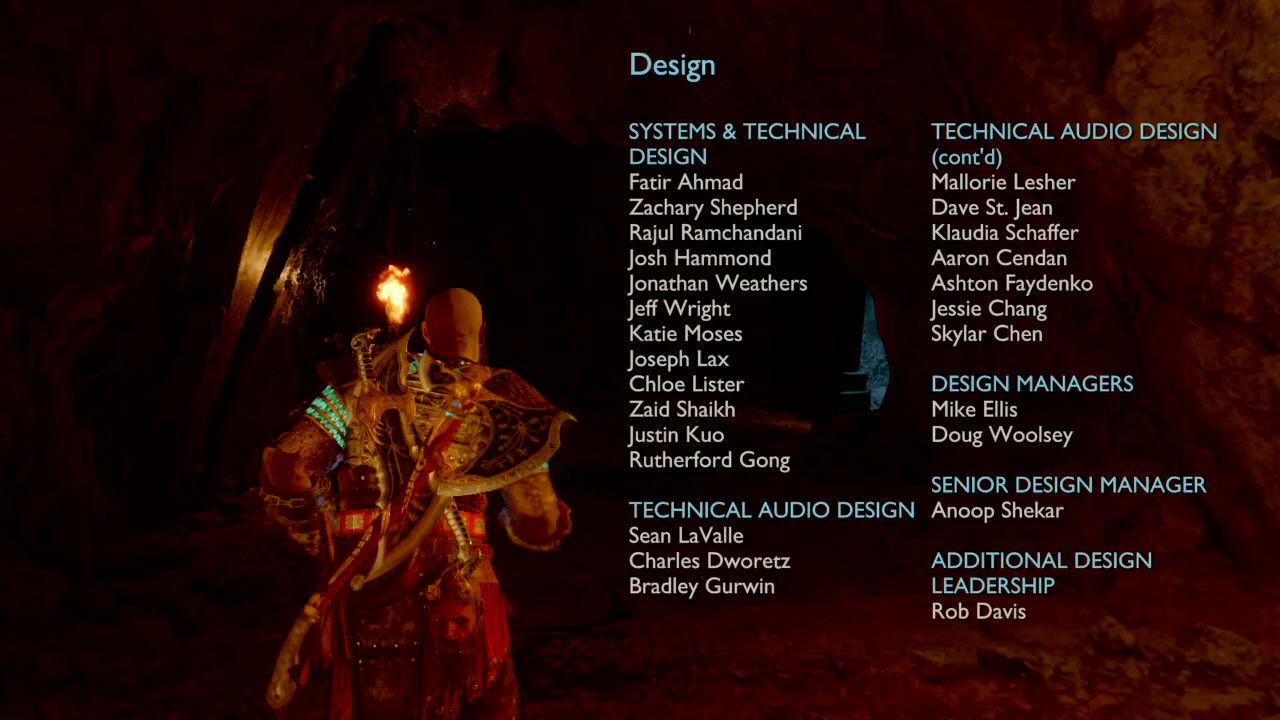 Design
SYSTEMS & TECHNICAL
DESIGN
Fatir Ahmad
Zachary Shepherd
Rajul Ramchandani
Josh Hammond
Jonathan Weathers
Jeff Wright
Katie Moses
Joseph Lax
Chloe Lister
Zaid Shaikh
Justin Kuo
Rutherford Gong
TECHNICAL AUDIO DESIGN
Sean LaValle
Charles Dworetz
Bradley Gurwin
TECHNICAL AUDIO DESIGN
(cont'd)
Mallorie Lesher
Dave St. Jean
Klaudia Schaffer
Aaron Cendan
Ashton Faydenko
Jessie Chang
Skylar Chen
DESIGN MANAGERS
Mike Ellis
Doug Woolsey
SENIOR DESIGN MANAGER
Anoop Shekar
ADDITIONAL DESIGN
LEADERSHIP
Rob Davis